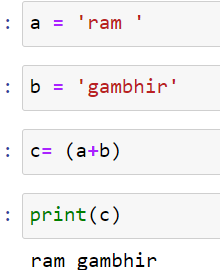 : a = 'ram '
: b = 'gambhir'
: c= (a+b)
: print(c)
ram gambhir